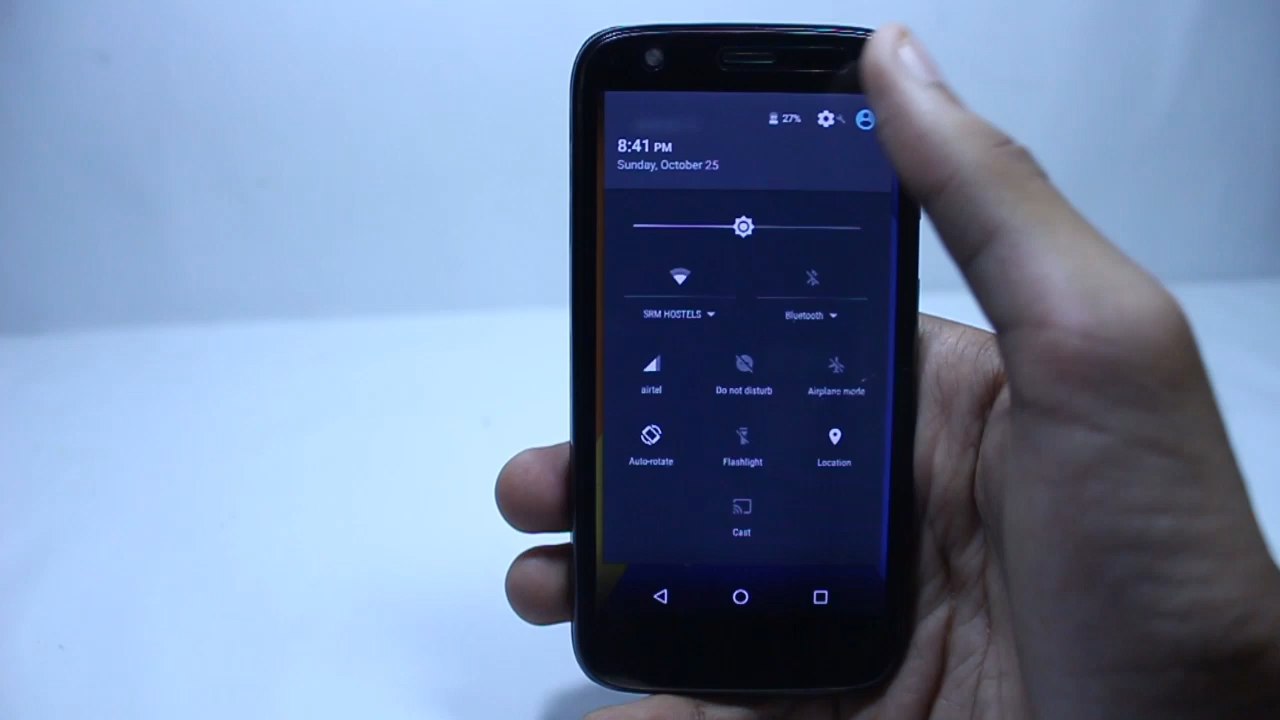 27%
8:41 PM
Sunday, October 25
SRM HOSTELS
Bluetooth
airtel
Do not disturb
Airplane mode
Auto-rotate
Flashlight
Location
Cast